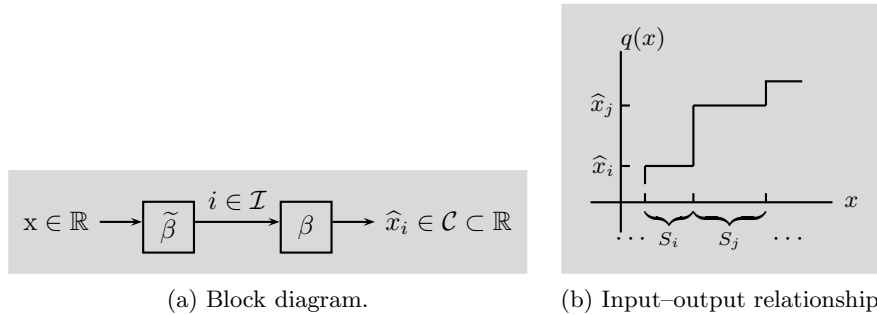 x ∈ ℝ
β̃
i ∈ ℐ
β
x̂ᵢ ∈ 𝒞 ⊂ ℝ
(a) Block diagram.
q(x)
x̂ⱼ
x̂ᵢ
x
··· Sᵢ Sⱼ ···
(b) Input–output relationship